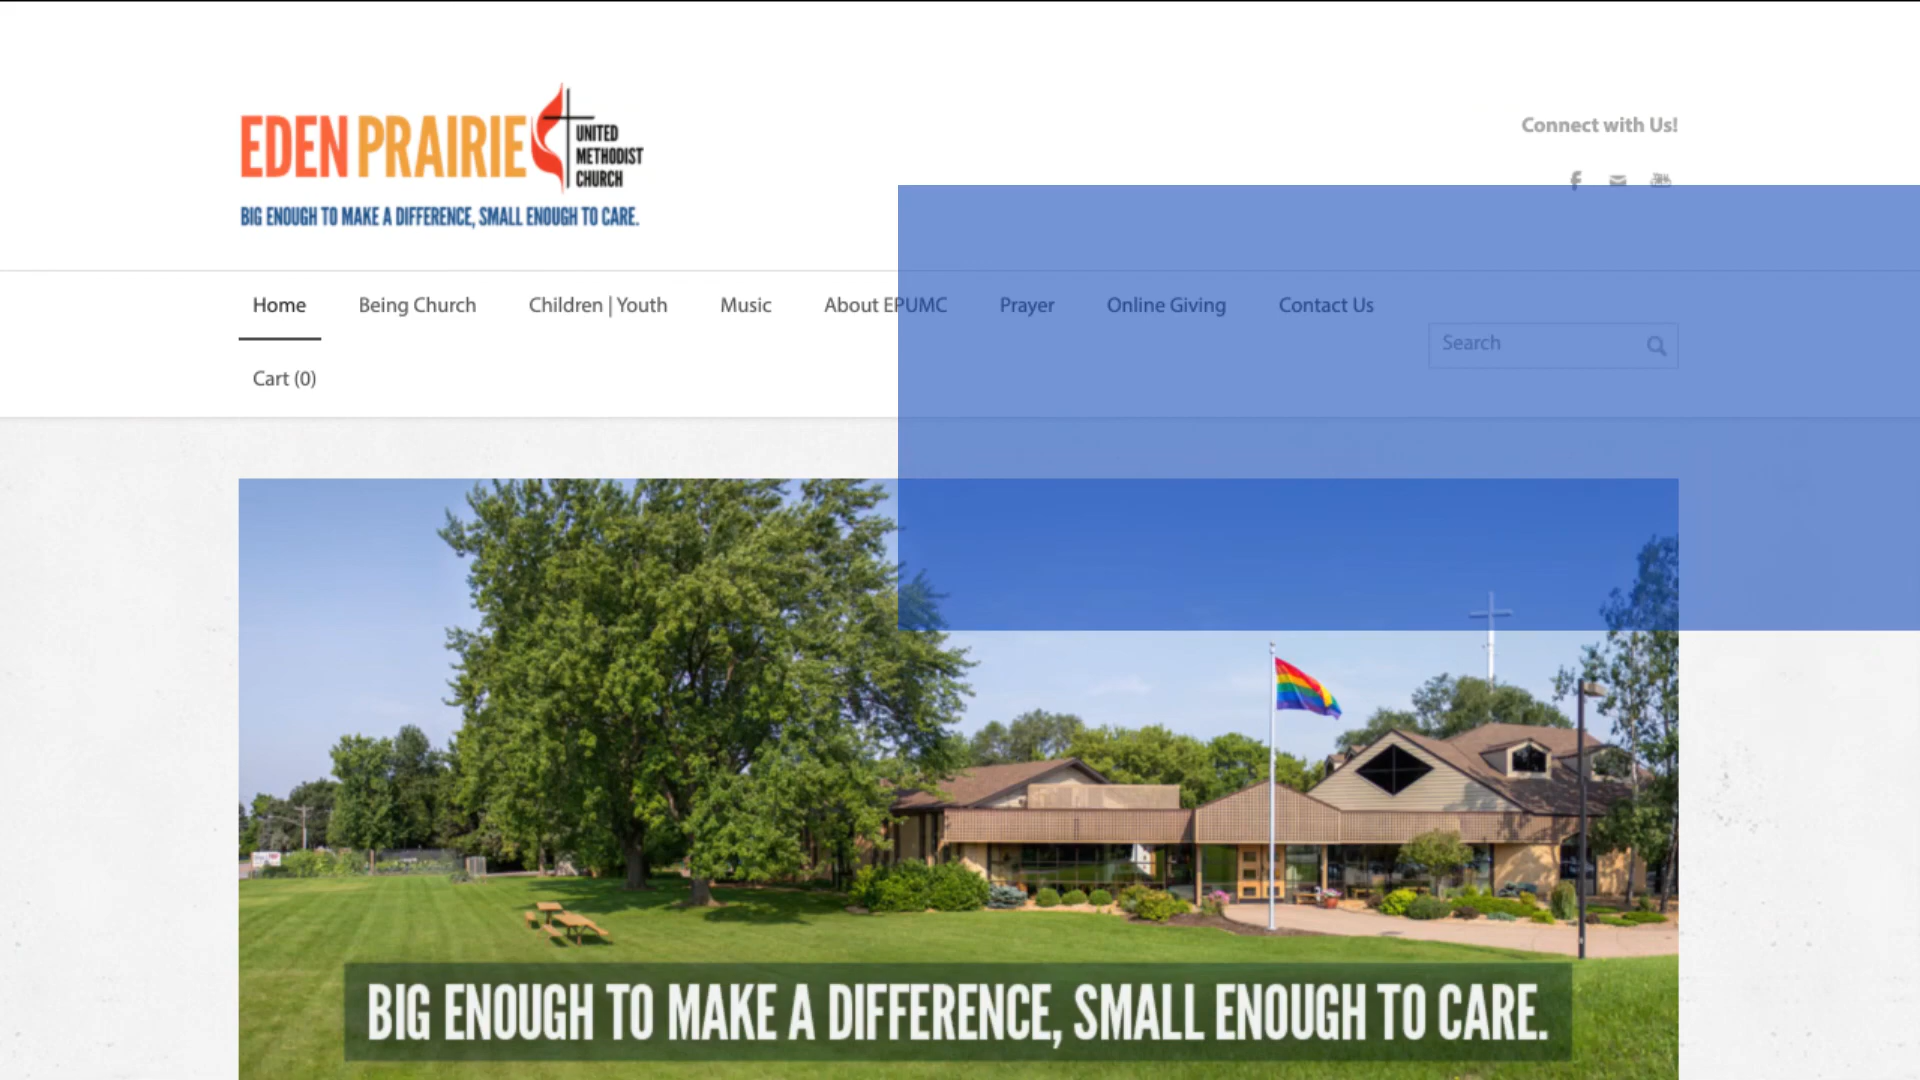 EDEN PRAIRIE
UNITED
METHODIST
CHURCH
BIG ENOUGH TO MAKE A DIFFERENCE, SMALL ENOUGH TO CARE.
Connect with Us!
Home Being Church Children | Youth Music About EPUMC Prayer Online Giving Contact Us
Search
Cart (0)
BIG ENOUGH TO MAKE A DIFFERENCE, SMALL ENOUGH TO CARE.